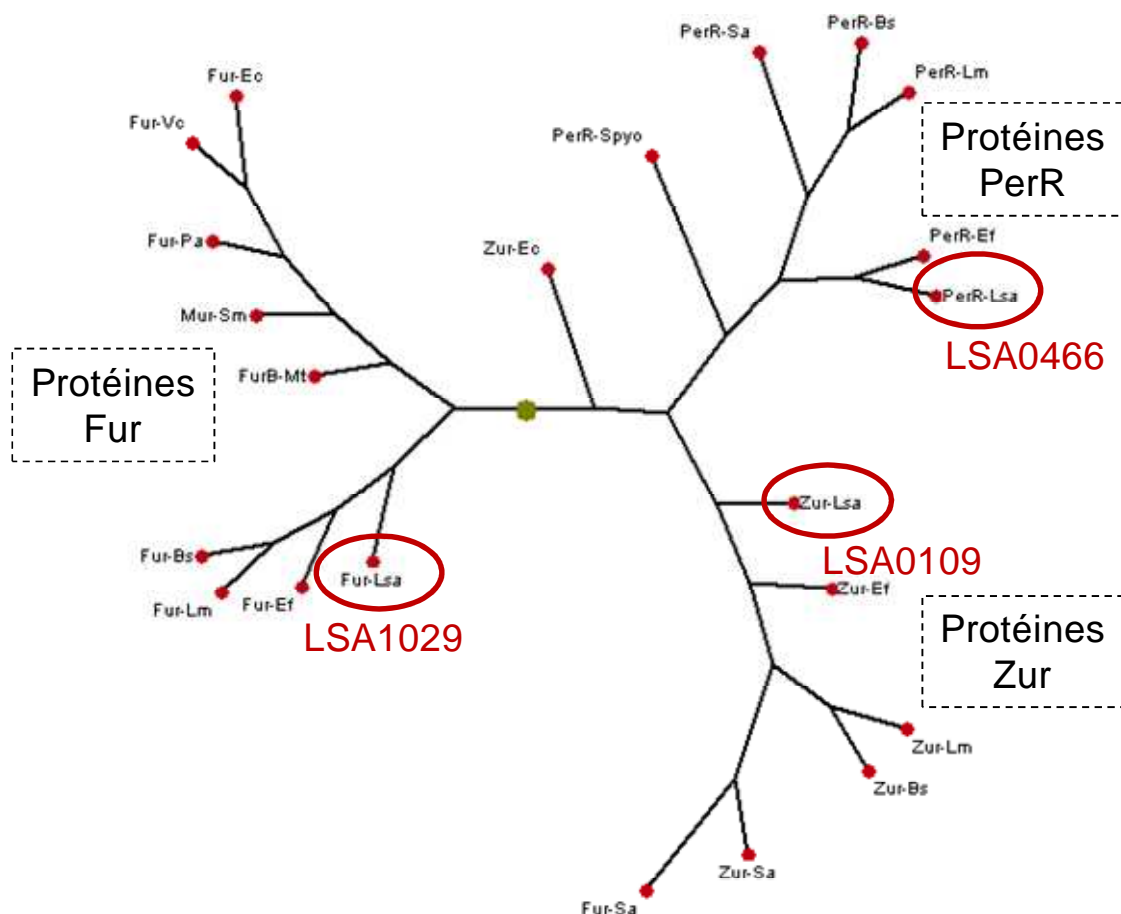 PerR-Sa
PerR-Bs
PerR-Lm
Fur-Ec
Fur-Vc
PerR-Spyo
Protéines
PerR
Fur-Pa
Zur-Ec
PerR-Ef
PerR-Lsa
LSA0466
Mur-Sm
FurB-Mt
Protéines
Fur
Zur-Lsa
LSA0109
Fur-Bs
Fur-Lm
Fur-Ef
Fur-Lsa
LSA1029
Zur-Ef
Protéines
Zur
Zur-Lm
Zur-Bs
Zur-Sa
Fur-Sa